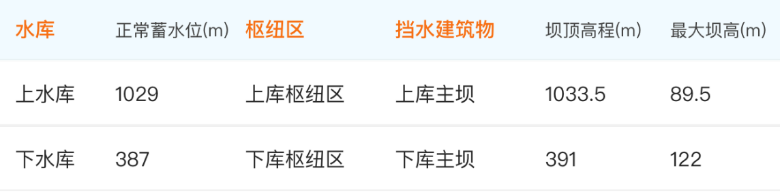 水库 正常蓄水位(m) 枢纽区 挡水建筑物 坝顶高程(m) 最大坝高(m)
上水库 1029 上库枢纽区 上库主坝 1033.5 89.5
下水库 387 下库枢纽区 下库主坝 391 122